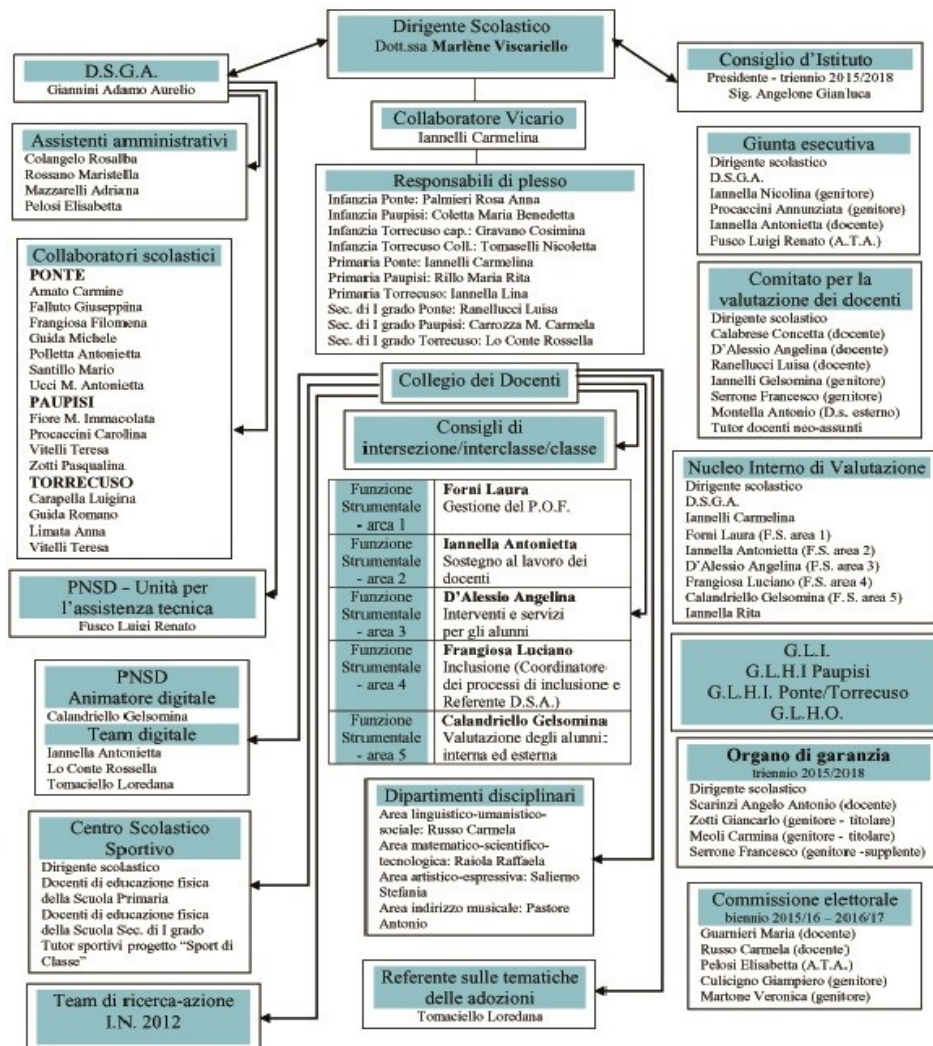 Dirigente Scolastico
Dott.ssa Marlène Viscariello
D.S.G.A.
Giannini Adamo Aurelio
Consiglio d'Istituto
Presidente - triennio 2015/2018
Sig. Angelone Gianluca
Collaboratore Vicario
Iannelli Carmelina
Assistenti amministrativi
Colangelo Rosalba
Rossano Maristella
Mazzarelli Adriana
Pelosi Elisabetta
Giunta esecutiva
Dirigente scolastico
D.S.G.A.
Iannella Nicolina (genitore)
Procaccini Annunziata (genitore)
Iannella Antonietta (docente)
Fusco Luigi Renato (A.T.A.)
Responsabili di plesso
Infanzia Ponte: Palmieri Rosa Anna
Infanzia Paupisi: Coletta Maria Benedetta
Infanzia Torrecuso cap.: Gravano Cosimina
Infanzia Torrecuso Coll.: Tomaselli Nicoletta
Primaria Ponte: Iannelli Carmelina
Primaria Paupisi: Rillo Maria Rita
Primaria Torrecuso: Iannella Lina
Sec. di I grado Ponte: Ranellucci Luisa
Sec. di I grado Paupisi: Carrozza M. Carmela
Sec. di I grado Torrecuso: Lo Conte Rossella
Collaboratori scolastici
PONTE
Amato Carmine
Falluto Giuseppina
Frangiosa Filomena
Guida Michele
Polletta Antonietta
Santillo Mario
Ucci M. Antonietta
PAUPISI
Fiore M. Immacolata
Procaccini Carolina
Vitelli Teresa
Zotti Pasqualina
TORRECUSO
Carapella Luigina
Guida Romano
Limata Anna
Vitelli Teresa
Comitato per la
valutazione dei docenti
Dirigente scolastico
Calabrese Concetta (docente)
D'Alessio Angelina (docente)
Ranellucci Luisa (docente)
Iannelli Gelsomina (genitore)
Serrone Francesco (genitore)
Montella Antonio (D.s. esterno)
Tutor docenti neo-assunti
Collegio dei Docenti
Consigli di
intersezione/interclasse/classe
Nucleo Interno di Valutazione
Dirigente scolastico
D.S.G.A.
Iannelli Carmelina
Forni Laura (F.S. area 1)
Iannella Antonietta (F.S. area 2)
D'Alessio Angelina (F.S. area 3)
Frangiosa Luciano (F.S. area 4)
Calandriello Gelsomina (F.S. area 5)
Iannella Rita
Funzione
Strumentale
- area 1
Forni Laura
Gestione del P.O.F.
Funzione
Strumentale
- area 2
Iannella Antonietta
Sostegno al lavoro dei
docenti
Funzione
Strumentale
- area 3
D'Alessio Angelina
Interventi e servizi
per gli alunni
Funzione
Strumentale
- area 4
Frangiosa Luciano
Inclusione (Coordinatore
dei processi di inclusione e
Referente D.S.A.)
Funzione
Strumentale
- area 5
Calandriello Gelsomina
Valutazione degli alunni:
interna ed esterna
PNSD – Unità per
l'assistenza tecnica
Fusco Luigi Renato
PNSD
Animatore digitale
Calandriello Gelsomina
Team digitale
Iannella Antonietta
Lo Conte Rossella
Tomaciello Loredana
G.L.I.
G.L.H.I Paupisi
G.L.H.I. Ponte/Torrecuso
G.L.H.O.
Organo di garanzia
triennio 2015/2018
Dirigente scolastico
Scarinzi Angelo Antonio (docente)
Zotti Giancarlo (genitore - titolare)
Meoli Carmina (genitore - titolare)
Serrone Francesco (genitore -supplente)
Dipartimenti disciplinari
Area linguistico-umanistico-
sociale: Russo Carmela
Area matematico-scientifico-
tecnologica: Raiola Raffaela
Area artistico-espressiva: Salierno
Stefania
Area indirizzo musicale: Pastore
Antonio
Centro Scolastico
Sportivo
Dirigente scolastico
Docenti di educazione fisica
della Scuola Primaria
Docenti di educazione fisica
della Scuola Sec. di I grado
Tutor sportivi progetto "Sport di
Classe"
Commissione elettorale
biennio 2015/16 – 2016/17
Guarnieri Maria (docente)
Russo Carmela (docente)
Pelosi Elisabetta (A.T.A.)
Culicigno Giampiero (genitore)
Martone Veronica (genitore)
Team di ricerca-azione
I.N. 2012
Referente sulle tematiche
delle adozioni
Tomaciello Loredana